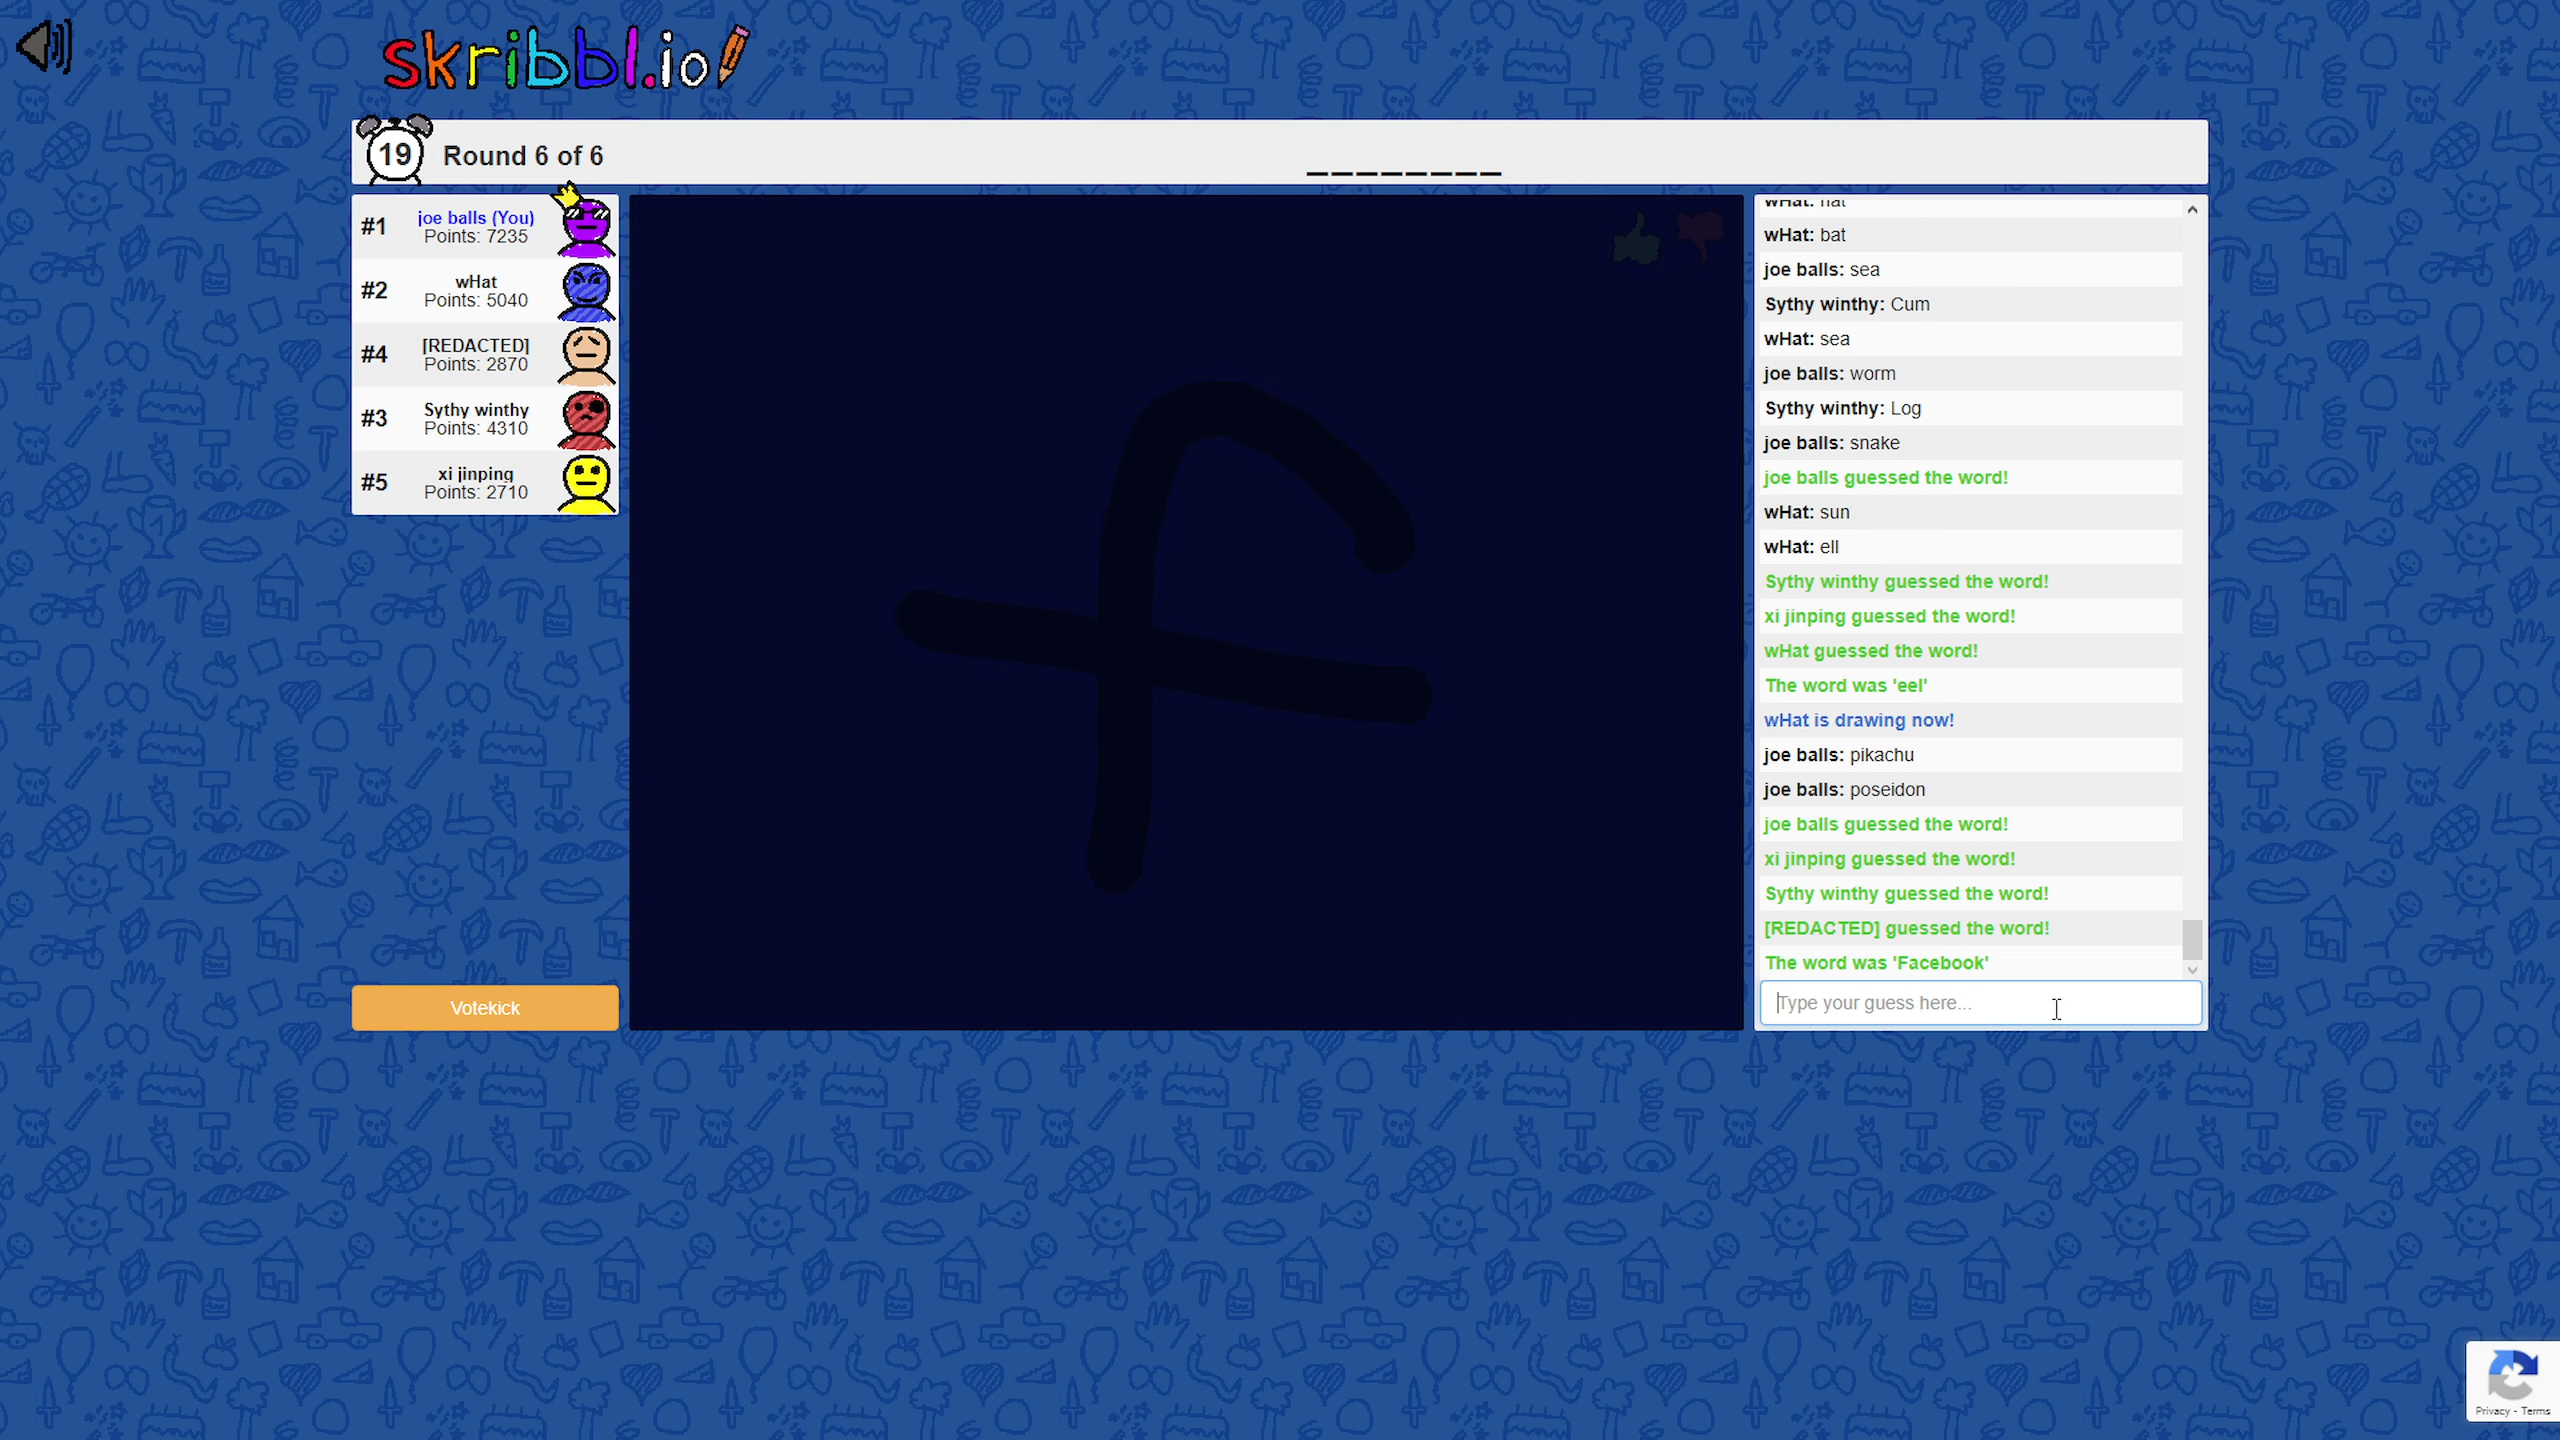 skribbl.io
19 Round 6 of 6 ________
#1 joe balls (You)
Points: 7235
#2 wHat
Points: 5040
#4 [REDACTED]
Points: 2870
#3 Sythy winthy
Points: 4310
#5 xi jinping
Points: 2710
Votekick
f
wHat: hat
wHat: bat
joe balls: sea
Sythy winthy: Cum
wHat: sea
joe balls: worm
Sythy winthy: Log
joe balls: snake
joe balls guessed the word!
wHat: sun
wHat: ell
Sythy winthy guessed the word!
xi jinping guessed the word!
wHat guessed the word!
The word was 'eel'
wHat is drawing now!
joe balls: pikachu
joe balls: poseidon
joe balls guessed the word!
xi jinping guessed the word!
Sythy winthy guessed the word!
[REDACTED] guessed the word!
The word was 'Facebook'
Type your guess here...
Privacy - Terms